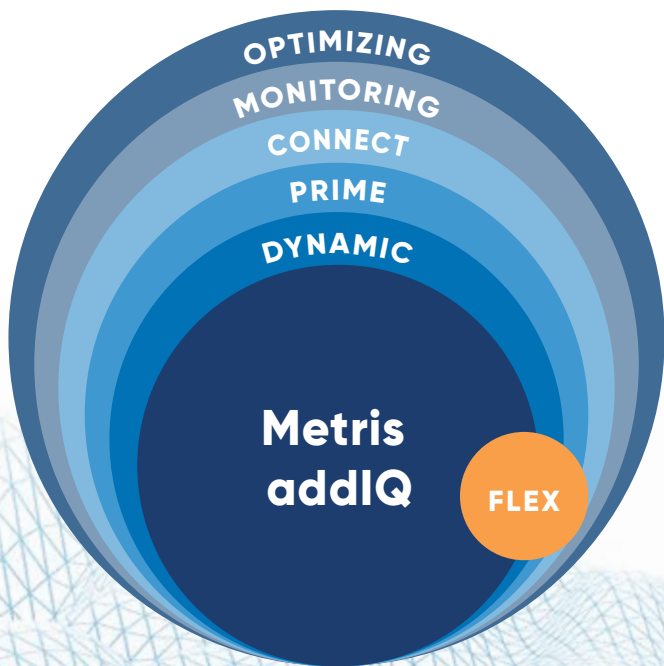 OPTIMIZING
MONITORING
CONNECT
PRIME
DYNAMIC
Metris
addIQ
FLEX